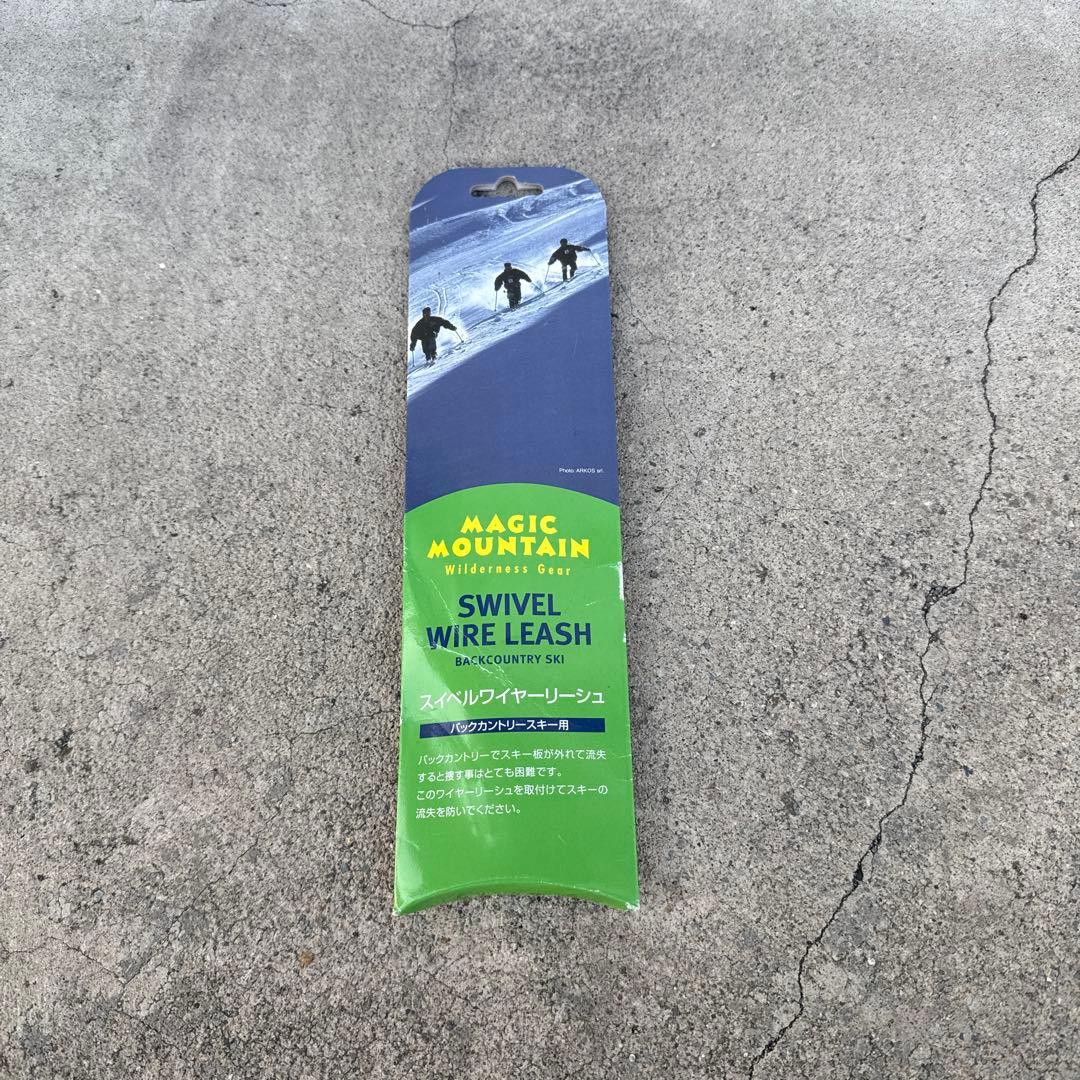 Photo: ARKOS srl.
MAGIC
MOUNTAIN
Wilderness Gear
SWIVEL
WIRE LEASH
BACKCOUNTRY SKI
スイベルワイヤーリーシュ
バックカントリースキー用
バックカントリーでスキー板が外れて流失
すると捜す事はとても困難です。
このワイヤーリーシュを取付けてスキーの
流失を防いでください。